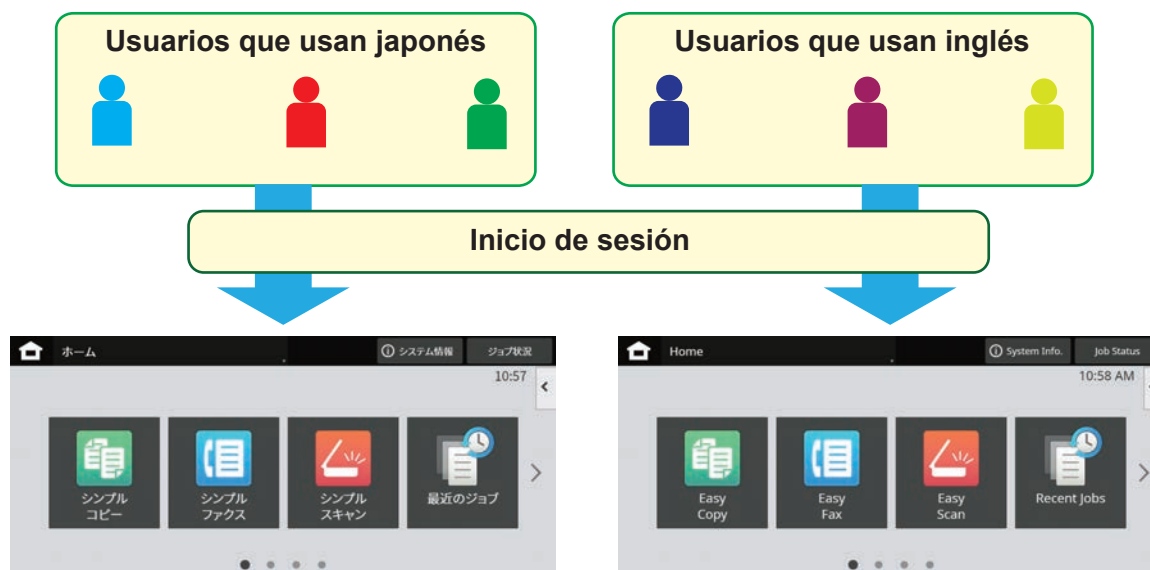 Usuarios que usan japonés
Usuarios que usan inglés
Inicio de sesión
ホーム
システム情報
ジョブ状況
10:57
シンプル
コピー
シンプル
ファクス
シンプル
スキャン
最近のジョブ
Home
System Info.
Job Status
10:58 AM
Easy
Copy
Easy
Fax
Easy
Scan
Recent Jobs